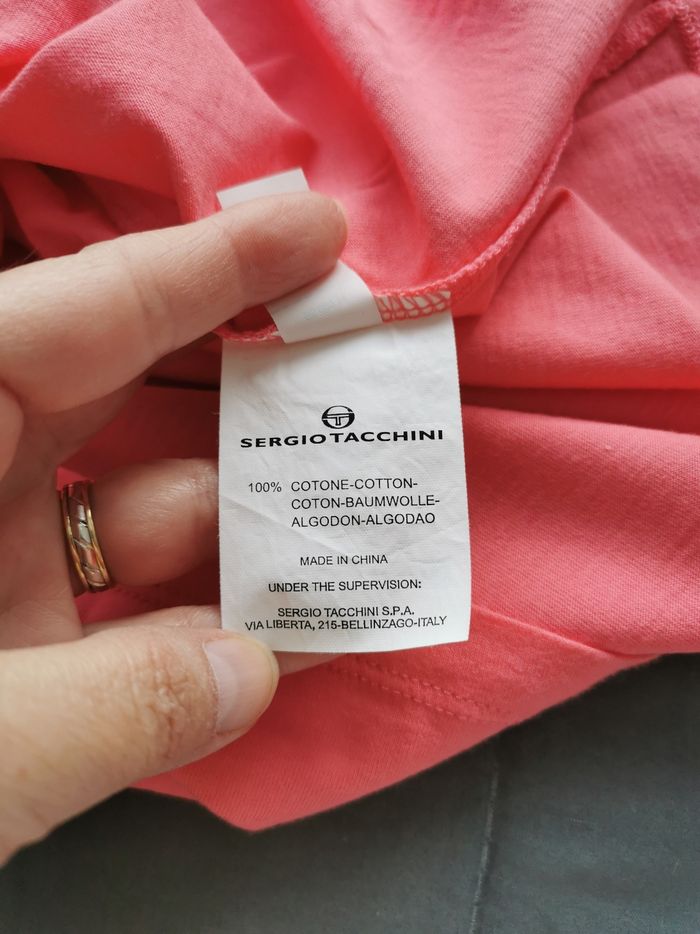 SERGIO TACCHINI
100% COTONE-COTTON-
COTON-BAUMWOLLE-
ALGODON-ALGODAO
MADE IN CHINA
UNDER THE SUPERVISION:
SERGIO TACCHINI S.P.A.
VIA LIBERTA, 215-BELLINZAGO-ITALY